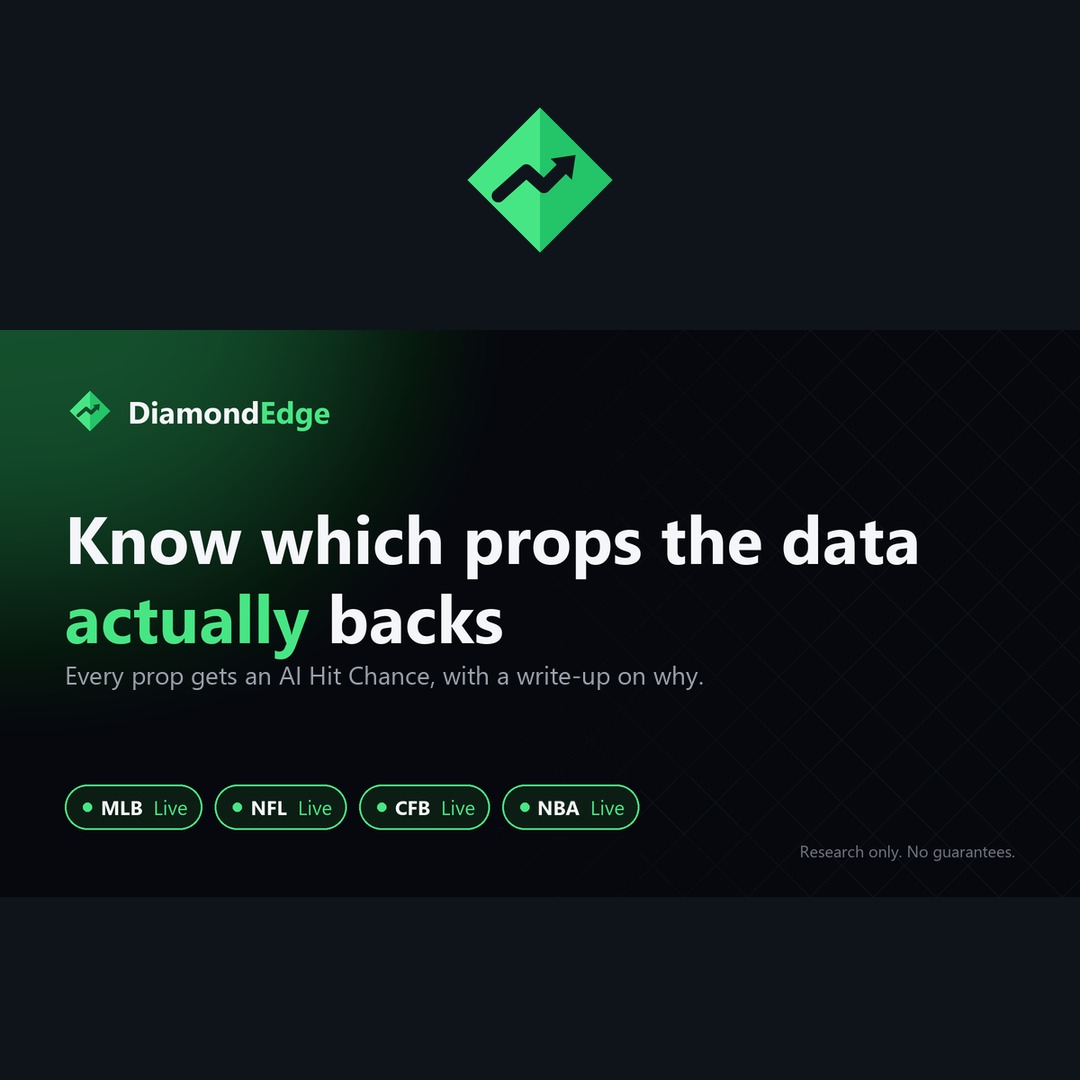 DiamondEdge
Know which props the data
actually backs
Every prop gets an AI Hit Chance, with a write-up on why.
MLB Live NFL Live CFB Live NBA Live
Research only. No guarantees.